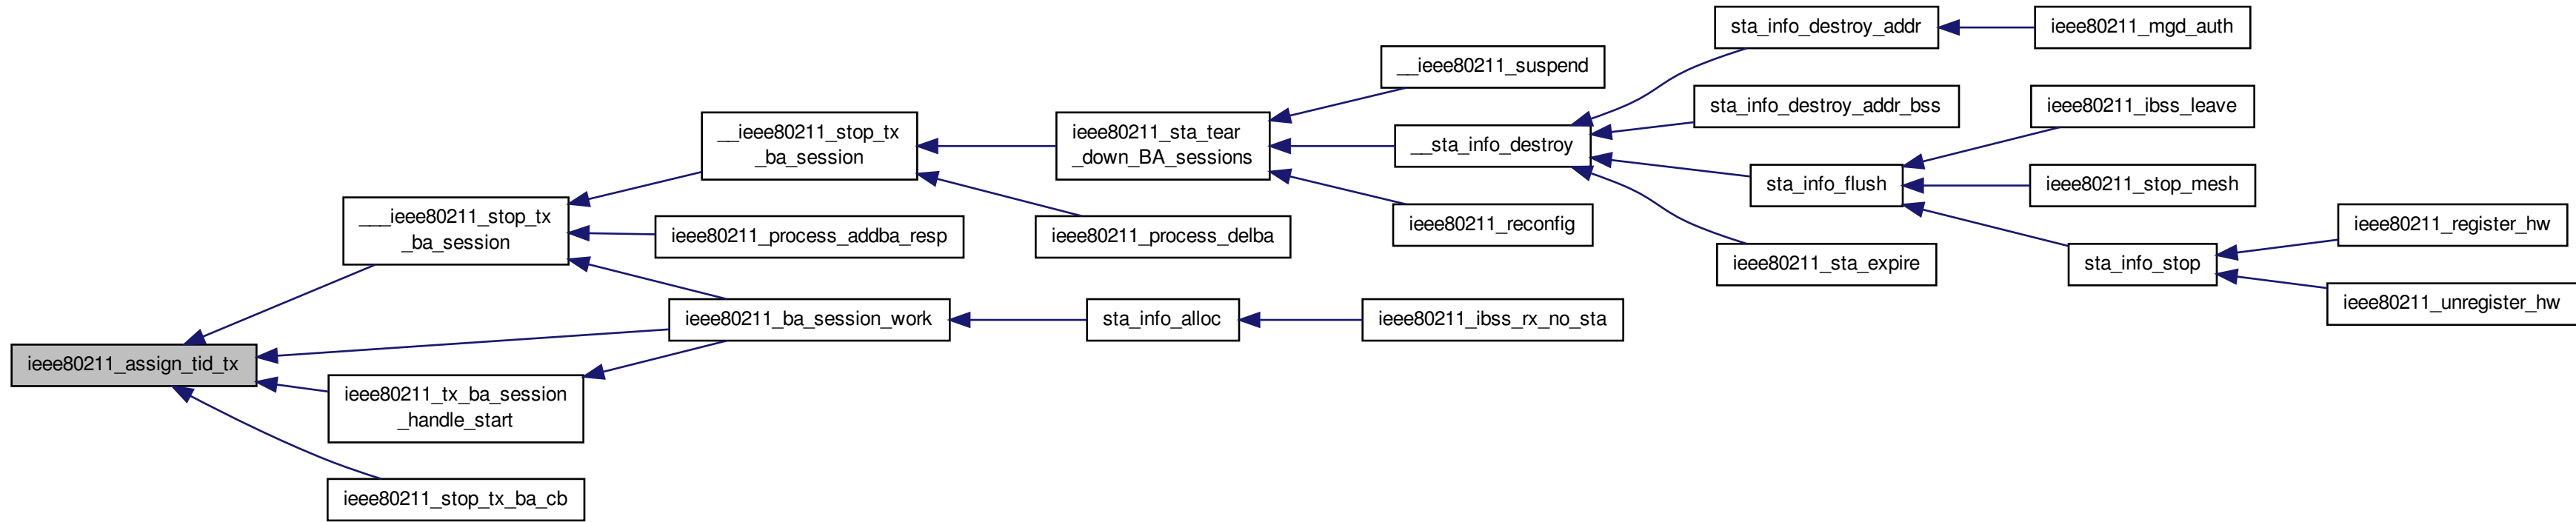 sta_info_destroy_addr
ieee80211_mgd_auth
__ieee80211_suspend
sta_info_destroy_addr_bss
ieee80211_ibss_leave
__ieee80211_stop_tx
_ba_session
ieee80211_sta_tear
_down_BA_sessions
__sta_info_destroy
sta_info_flush
ieee80211_stop_mesh
___ieee80211_stop_tx
_ba_session
ieee80211_process_addba_resp
ieee80211_process_delba
ieee80211_reconfig
ieee80211_sta_expire
sta_info_stop
ieee80211_register_hw
ieee80211_unregister_hw
ieee80211_ba_session_work
sta_info_alloc
ieee80211_ibss_rx_no_sta
ieee80211_assign_tid_tx
ieee80211_tx_ba_session
_handle_start
ieee80211_stop_tx_ba_cb